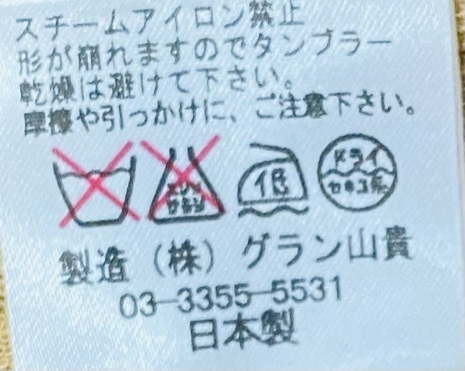 スチームアイロン禁止
形が崩れますのでタンブラー
乾燥は避けて下さい。
摩擦や引っかけに、ご注意下さい。
エンソ
サラシ
低
ドライ
セキユ系
製造（株）グラン山貴
03-3355-5531
日本製